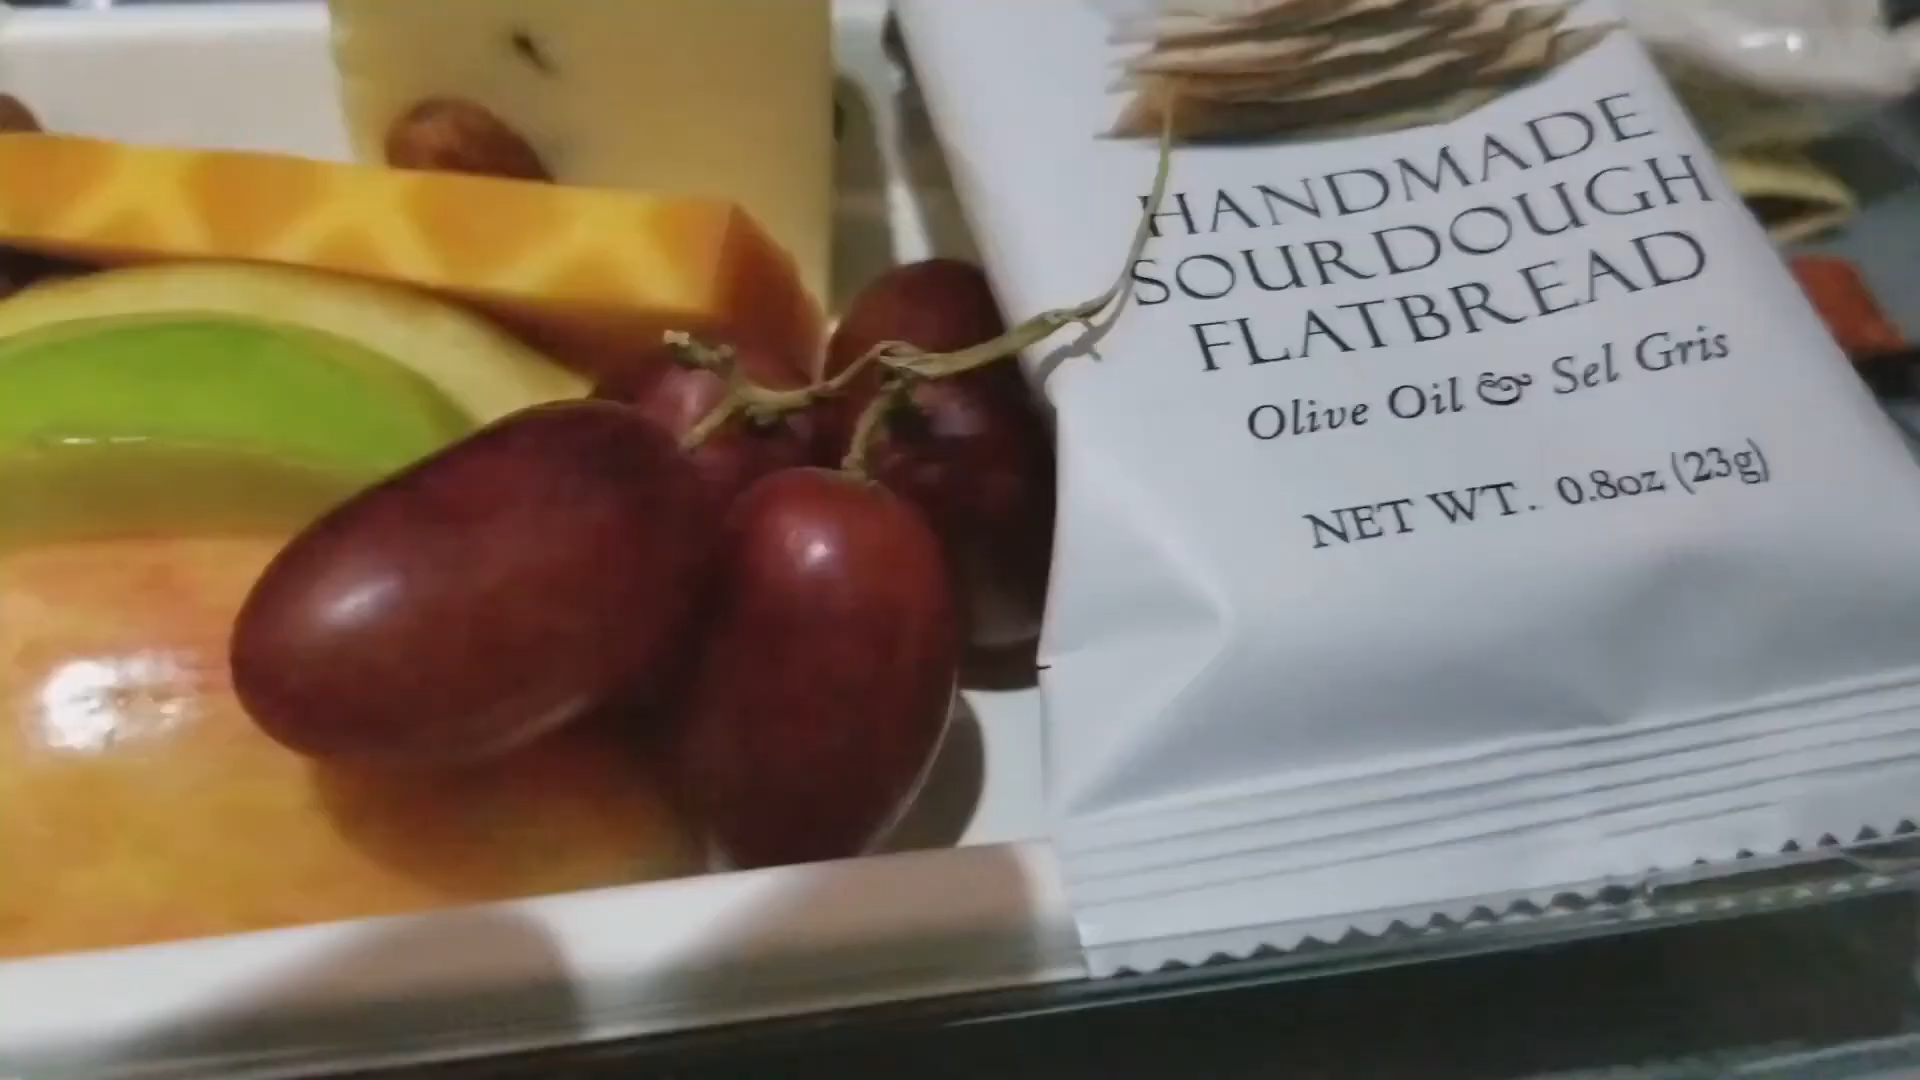 HANDMADE
SOURDOUGH
FLATBREAD
Olive Oil & Sel Gris
NET WT. 0.8oz (23g)